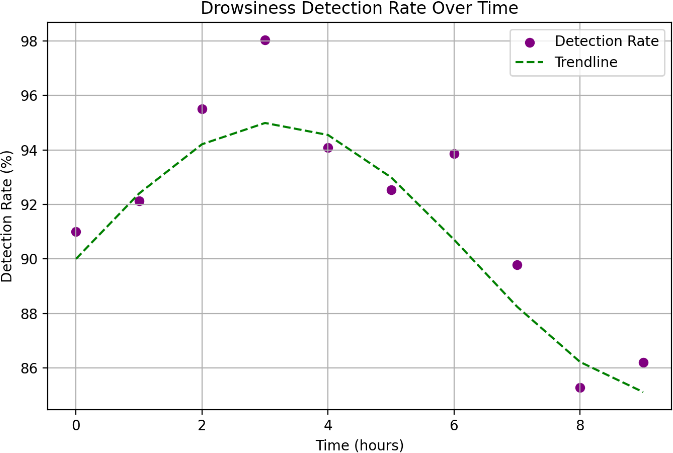 Drowsiness Detection Rate Over Time
Detection Rate
Trendline
98
96
94
92
90
88
86
Detection Rate (%)
0 2 4 6 8
Time (hours)